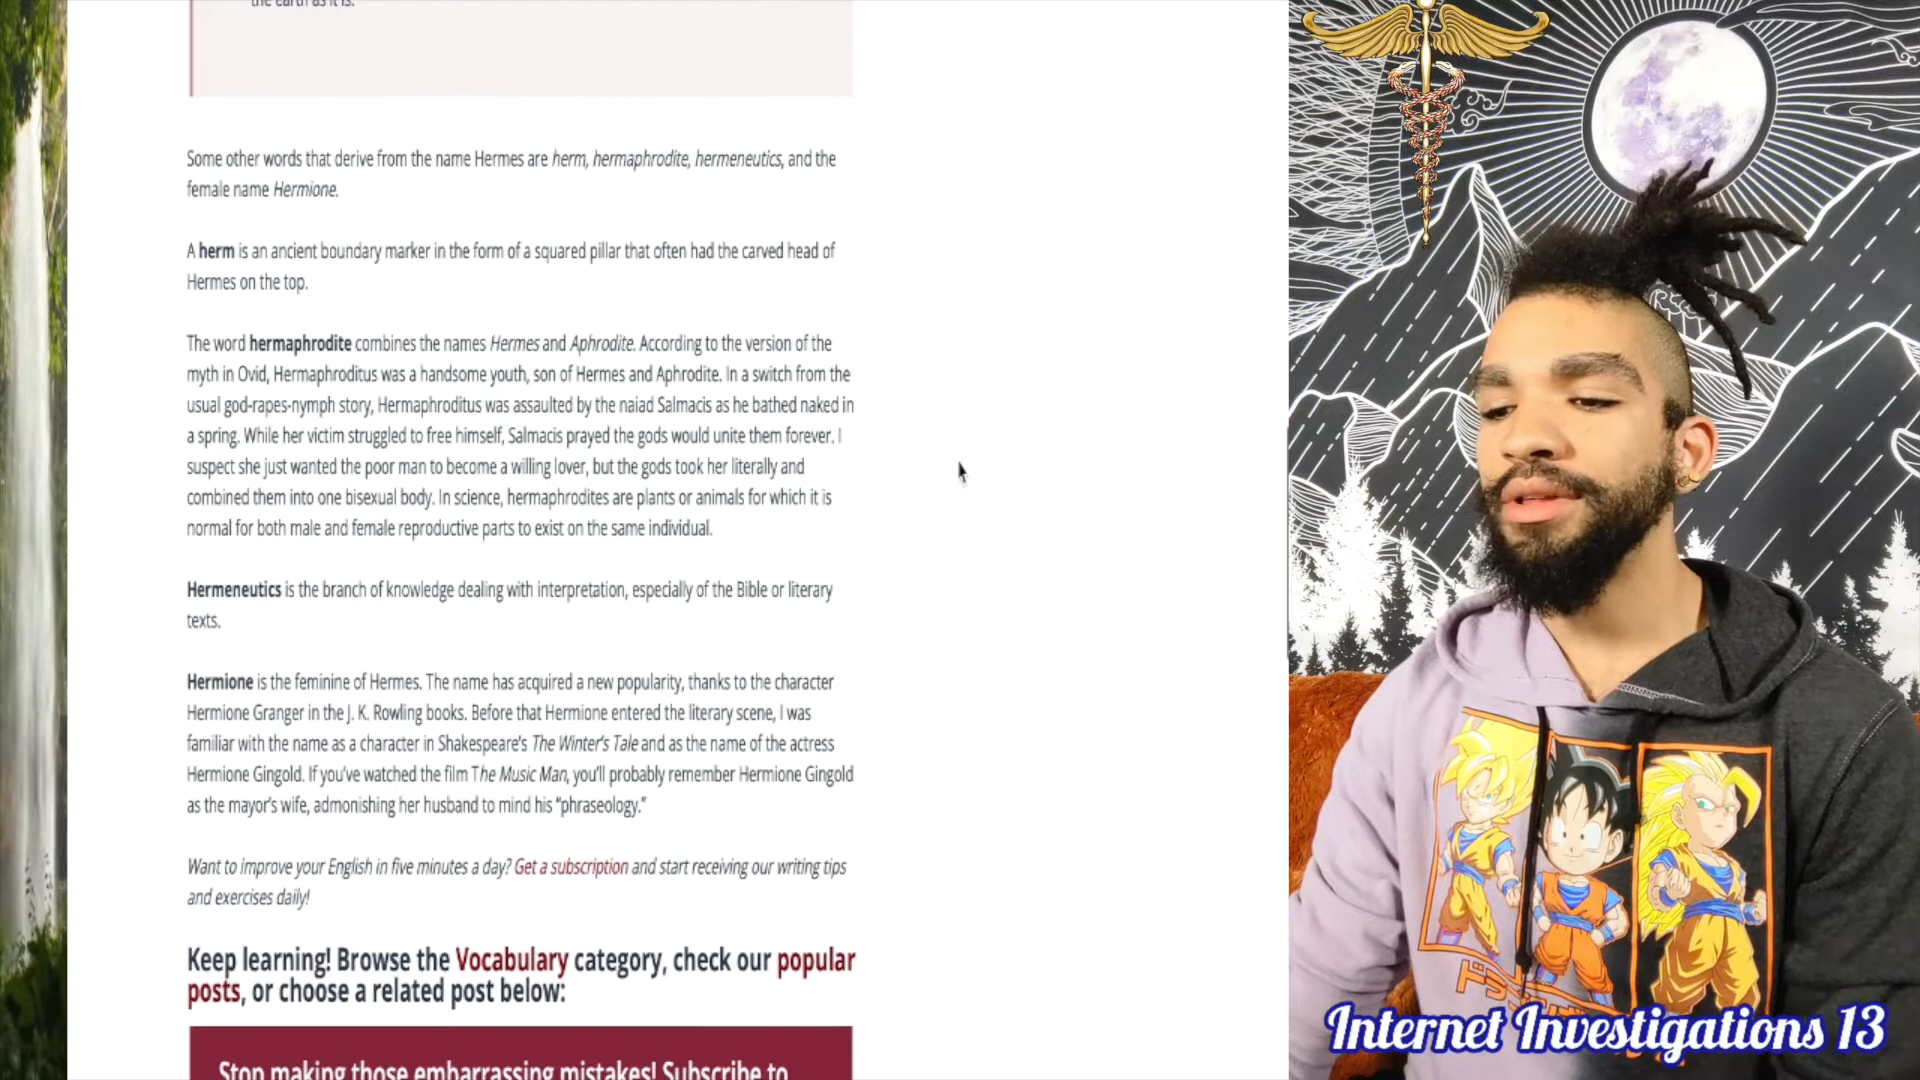 the earth as it is.
Some other words that derive from the name Hermes are herm, hermaphrodite, hermeneutics, and the
female name Hermione.
A herm is an ancient boundary marker in the form of a squared pillar that often had the carved head of
Hermes on the top.
The word hermaphrodite combines the names Hermes and Aphrodite. According to the version of the
myth in Ovid, Hermaphroditus was a handsome youth, son of Hermes and Aphrodite. In a switch from the
usual god-rapes-nymph story, Hermaphroditus was assaulted by the naiad Salmacis as he bathed naked in
a spring. While her victim struggled to free himself, Salmacis prayed the gods would unite them forever. I
suspect she just wanted the poor man to become a willing lover, but the gods took her literally and
combined them into one bisexual body. In science, hermaphrodites are plants or animals for which it is
normal for both male and female reproductive parts to exist on the same individual.
Hermeneutics is the branch of knowledge dealing with interpretation, especially of the Bible or literary
texts.
Hermione is the feminine of Hermes. The name has acquired a new popularity, thanks to the character
Hermione Granger in the J. K. Rowling books. Before that Hermione entered the literary scene, I was
familiar with the name as a character in Shakespeare's The Winter's Tale and as the name of the actress
Hermione Gingold. If you've watched the film The Music Man, you'll probably remember Hermione Gingold
as the mayor's wife, admonishing her husband to mind his "phraseology."
Want to improve your English in five minutes a day? Get a subscription and start receiving our writing tips
and exercises daily!
Keep learning! Browse the Vocabulary category, check our popular
posts, or choose a related post below:
Stop making those embarrassing mistakes! Subscribe to
Internet Investigations 13